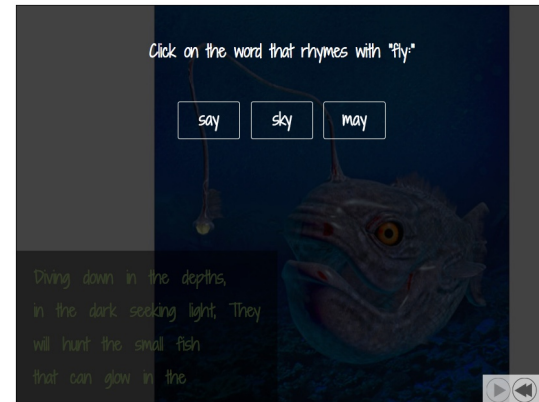 Click on the word that rhymes with "fly:"
say sky may
Diving down in the depths,
in the dark seeking light, They
will hunt the small fish
that can glow in the